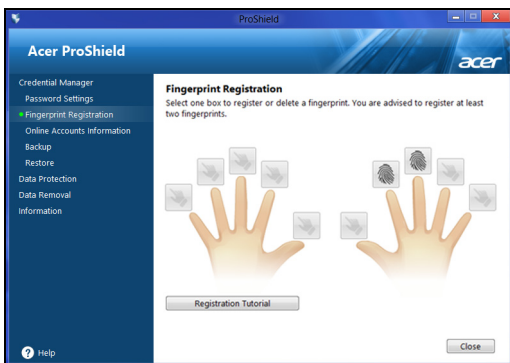 ProShield
Acer ProShield
acer
Credential Manager
Password Settings
Fingerprint Registration
Online Accounts Information
Backup
Restore
Data Protection
Data Removal
Information
Fingerprint Registration
Select one box to register or delete a fingerprint. You are advised to register at least
two fingerprints.
Registration Tutorial
? Help
Close